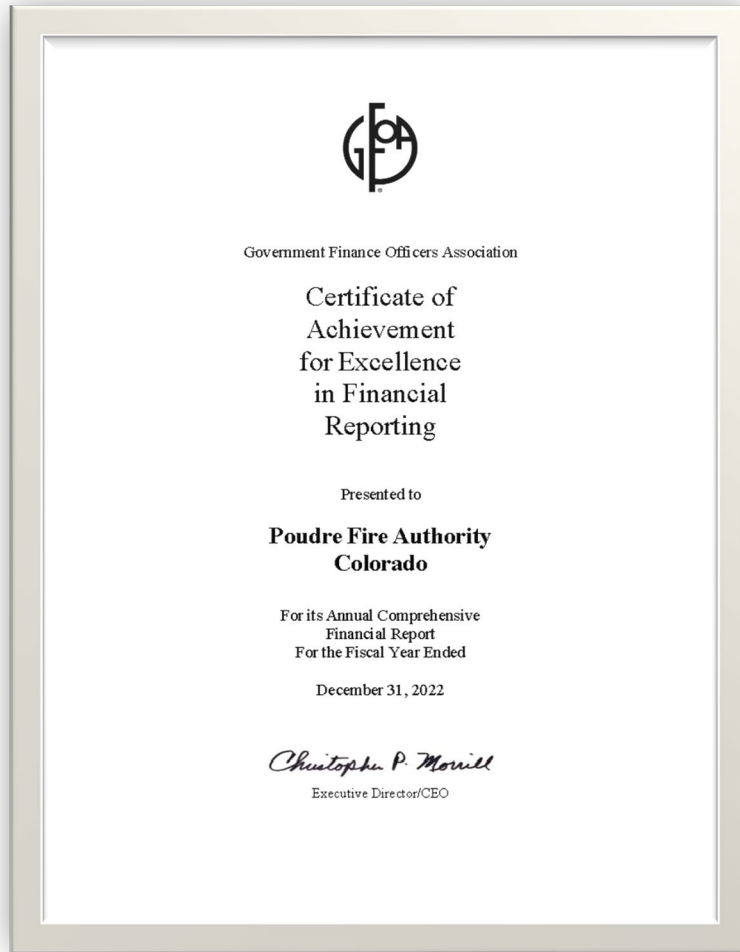 GFOA
Government Finance Officers Association
Certificate of
Achievement
for Excellence
in Financial
Reporting
Presented to
Poudre Fire Authority
Colorado
For its Annual Comprehensive
Financial Report
For the Fiscal Year Ended
December 31, 2022
Christopher P. Morrill
Executive Director/CEO